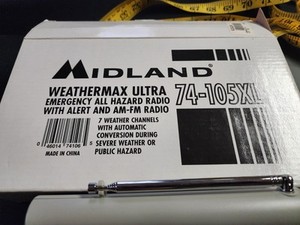 MIDLAND
WEATHERMAX ULTRA
EMERGENCY ALL HAZARD RADIO
WITH ALERT AND AM-FM RADIO
74-105XL
7 WEATHER CHANNELS
WITH AUTOMATIC
CONVERSION DURING
SEVERE WEATHER OR
PUBLIC HAZARD
MADE IN CHINA